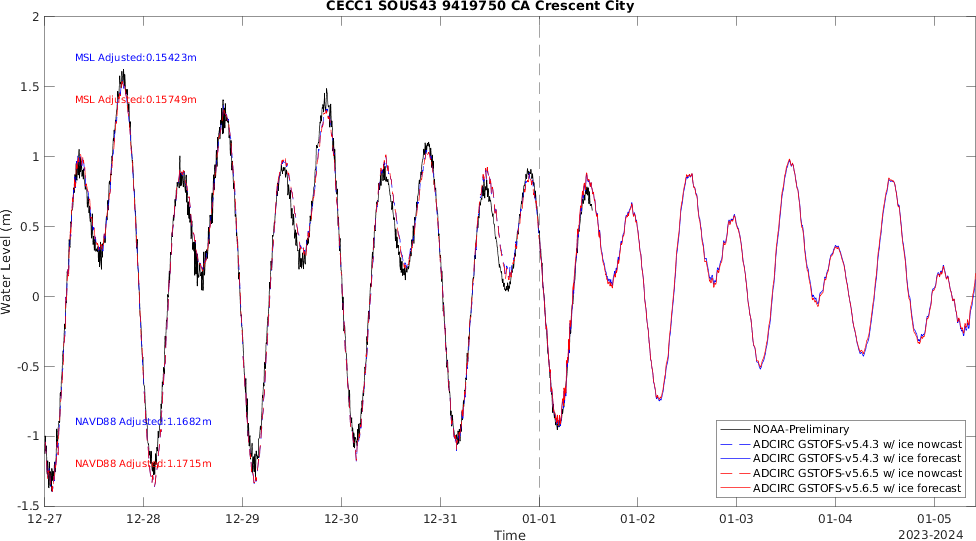 CECC1 SOUS43 9419750 CA Crescent City
2
1.5
1
0.5
0
-0.5
-1
-1.5
Water Level (m)
MSL Adjusted:0.15423m
MSL Adjusted:0.15749m
NAVD88 Adjusted:1.1682m
NAVD88 Adjusted:1.1715m
NOAA-Preliminary
ADCIRC GSTOFS-v5.4.3 w/ ice nowcast
ADCIRC GSTOFS-v5.4.3 w/ ice forecast
ADCIRC GSTOFS-v5.6.5 w/ ice nowcast
ADCIRC GSTOFS-v5.6.5 w/ ice forecast
12-27 12-28 12-29 12-30 12-31 01-01 01-02 01-03 01-04 01-05
Time
2023-2024